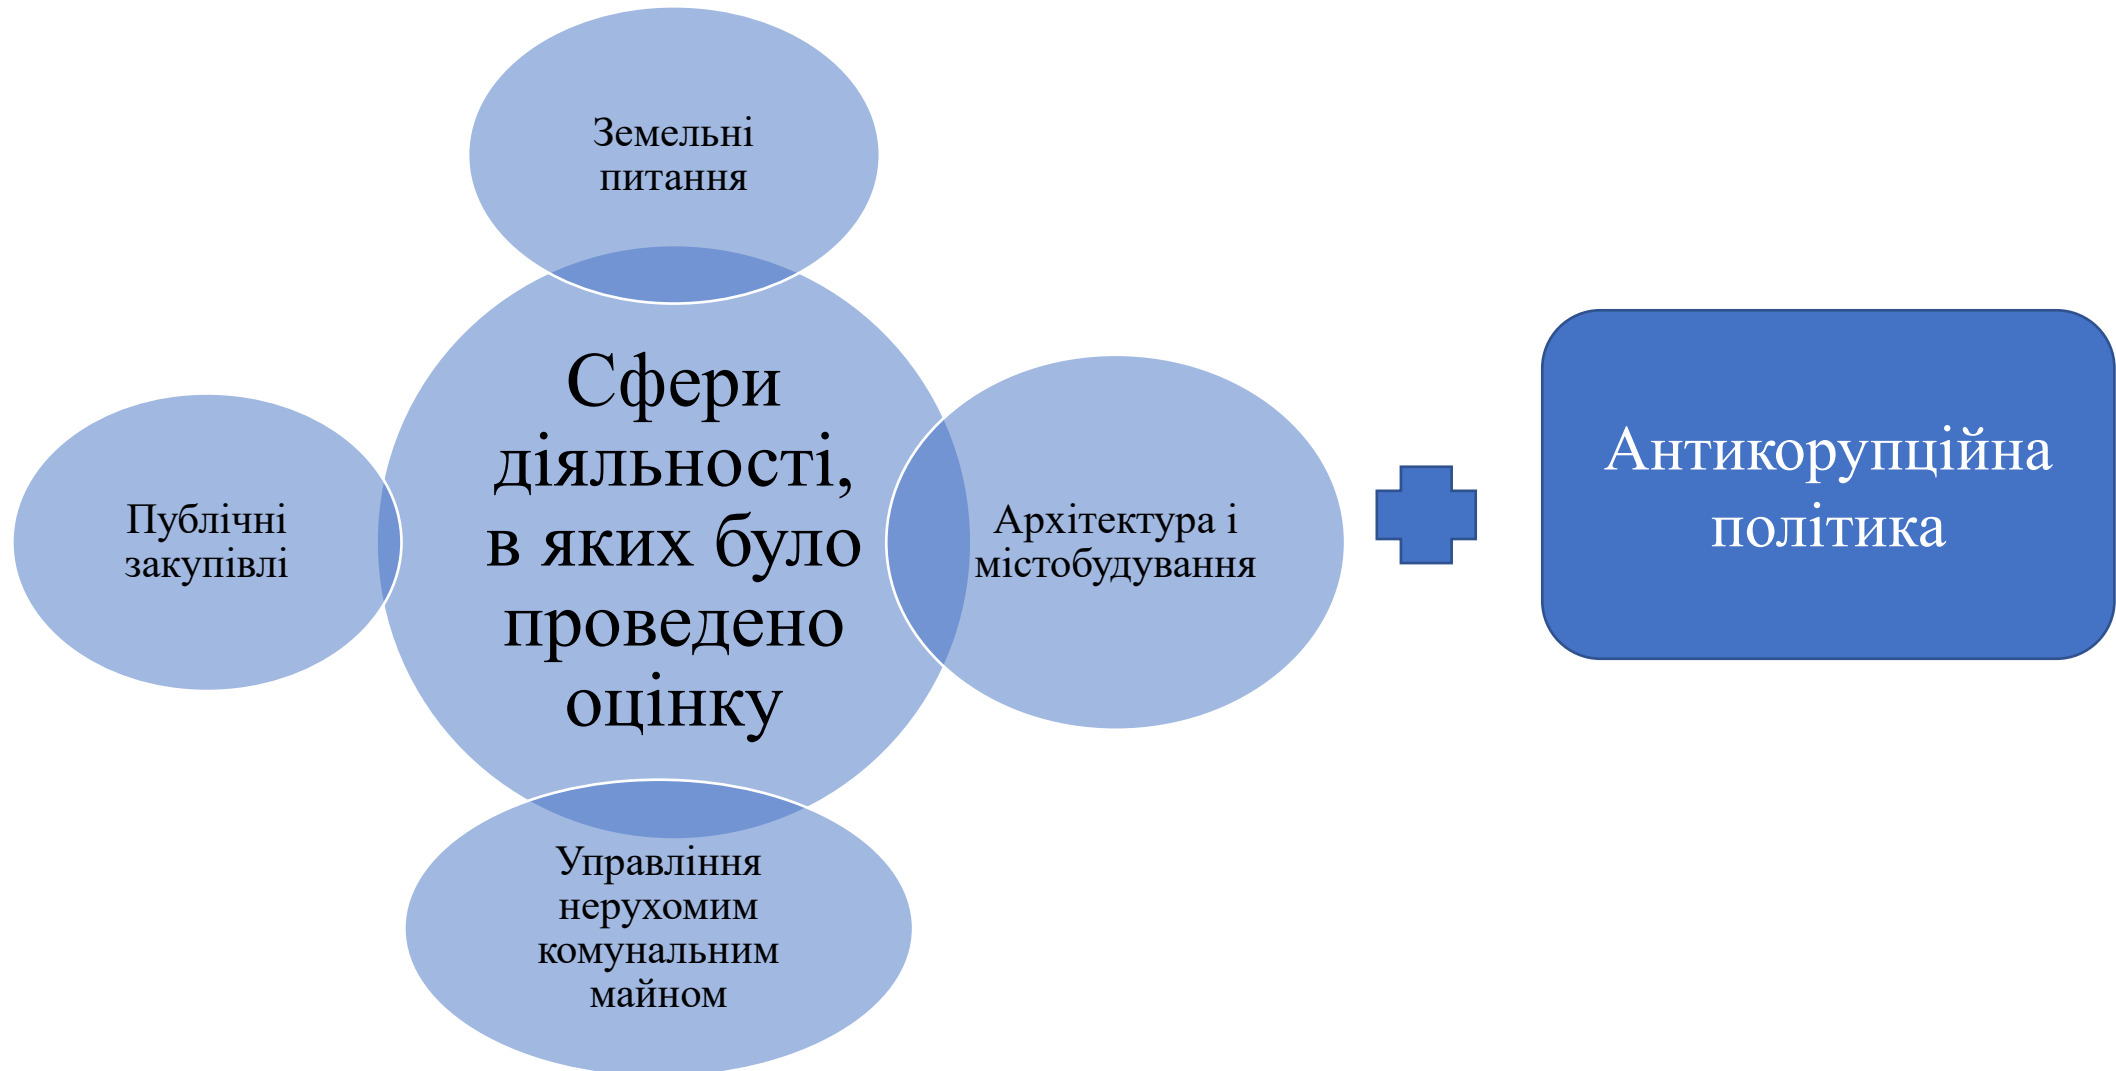 Земельні
питання
Сфери
діяльності,
в яких було
проведено
оцінку
Публічні
закупівлі
Архітектура і
містобудування
Управління
нерухомим
комунальним
майном
Антикорупційна
політика